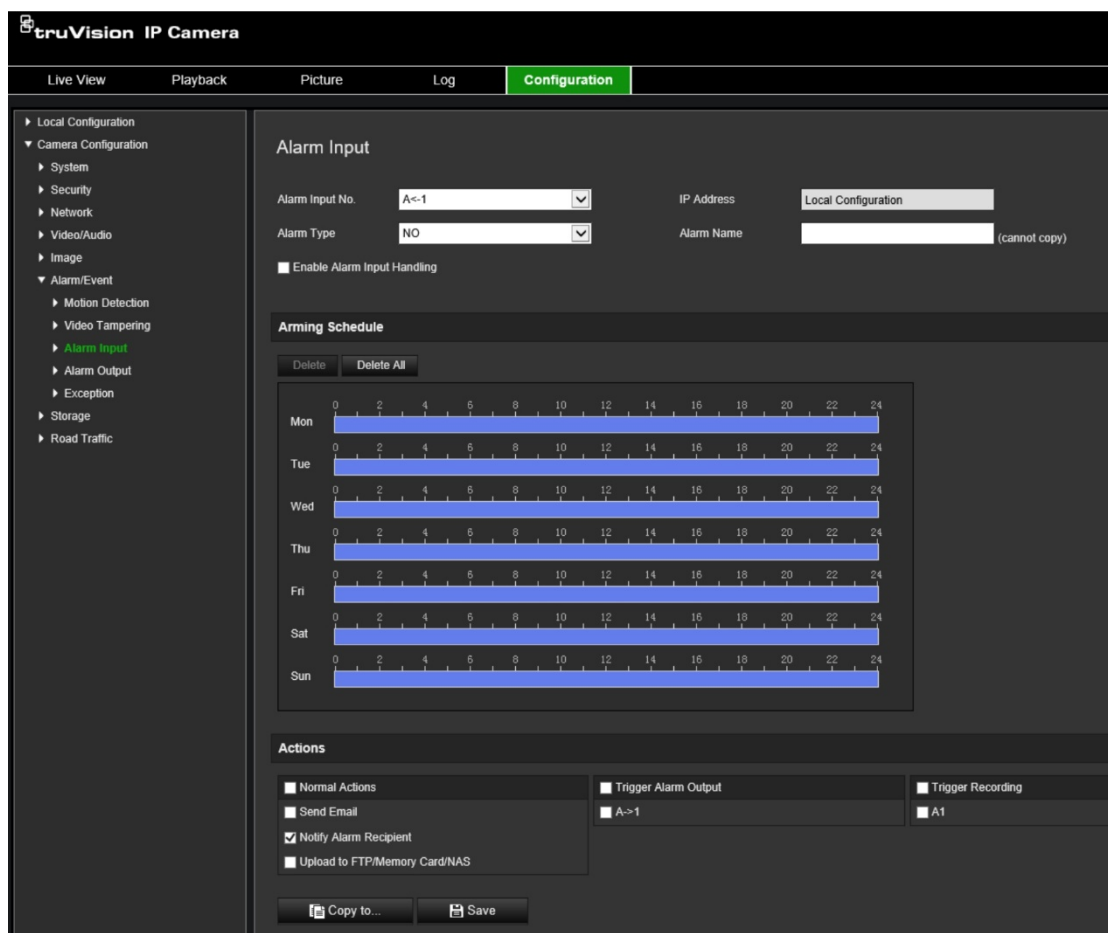 truVision IP Camera
Live View Playback Picture Log Configuration
Local Configuration
Camera Configuration
System
Security
Network
Video/Audio
Image
Alarm/Event
Motion Detection
Video Tampering
Alarm Input
Alarm Output
Exception
Storage
Road Traffic
Alarm Input
Alarm Input No. A<-1 IP Address Local Configuration
Alarm Type NO Alarm Name (cannot copy)
Enable Alarm Input Handling
Arming Schedule
Delete Delete All
0 2 4 6 8 10 12 14 16 18 20 22 24
Mon
0 2 4 6 8 10 12 14 16 18 20 22 24
Tue
0 2 4 6 8 10 12 14 16 18 20 22 24
Wed
0 2 4 6 8 10 12 14 16 18 20 22 24
Thu
0 2 4 6 8 10 12 14 16 18 20 22 24
Fri
0 2 4 6 8 10 12 14 16 18 20 22 24
Sat
0 2 4 6 8 10 12 14 16 18 20 22 24
Sun
Actions
Normal Actions Trigger Alarm Output Trigger Recording
Send Email A->1 A1
Notify Alarm Recipient
Upload to FTP/Memory Card/NAS
Copy to... Save